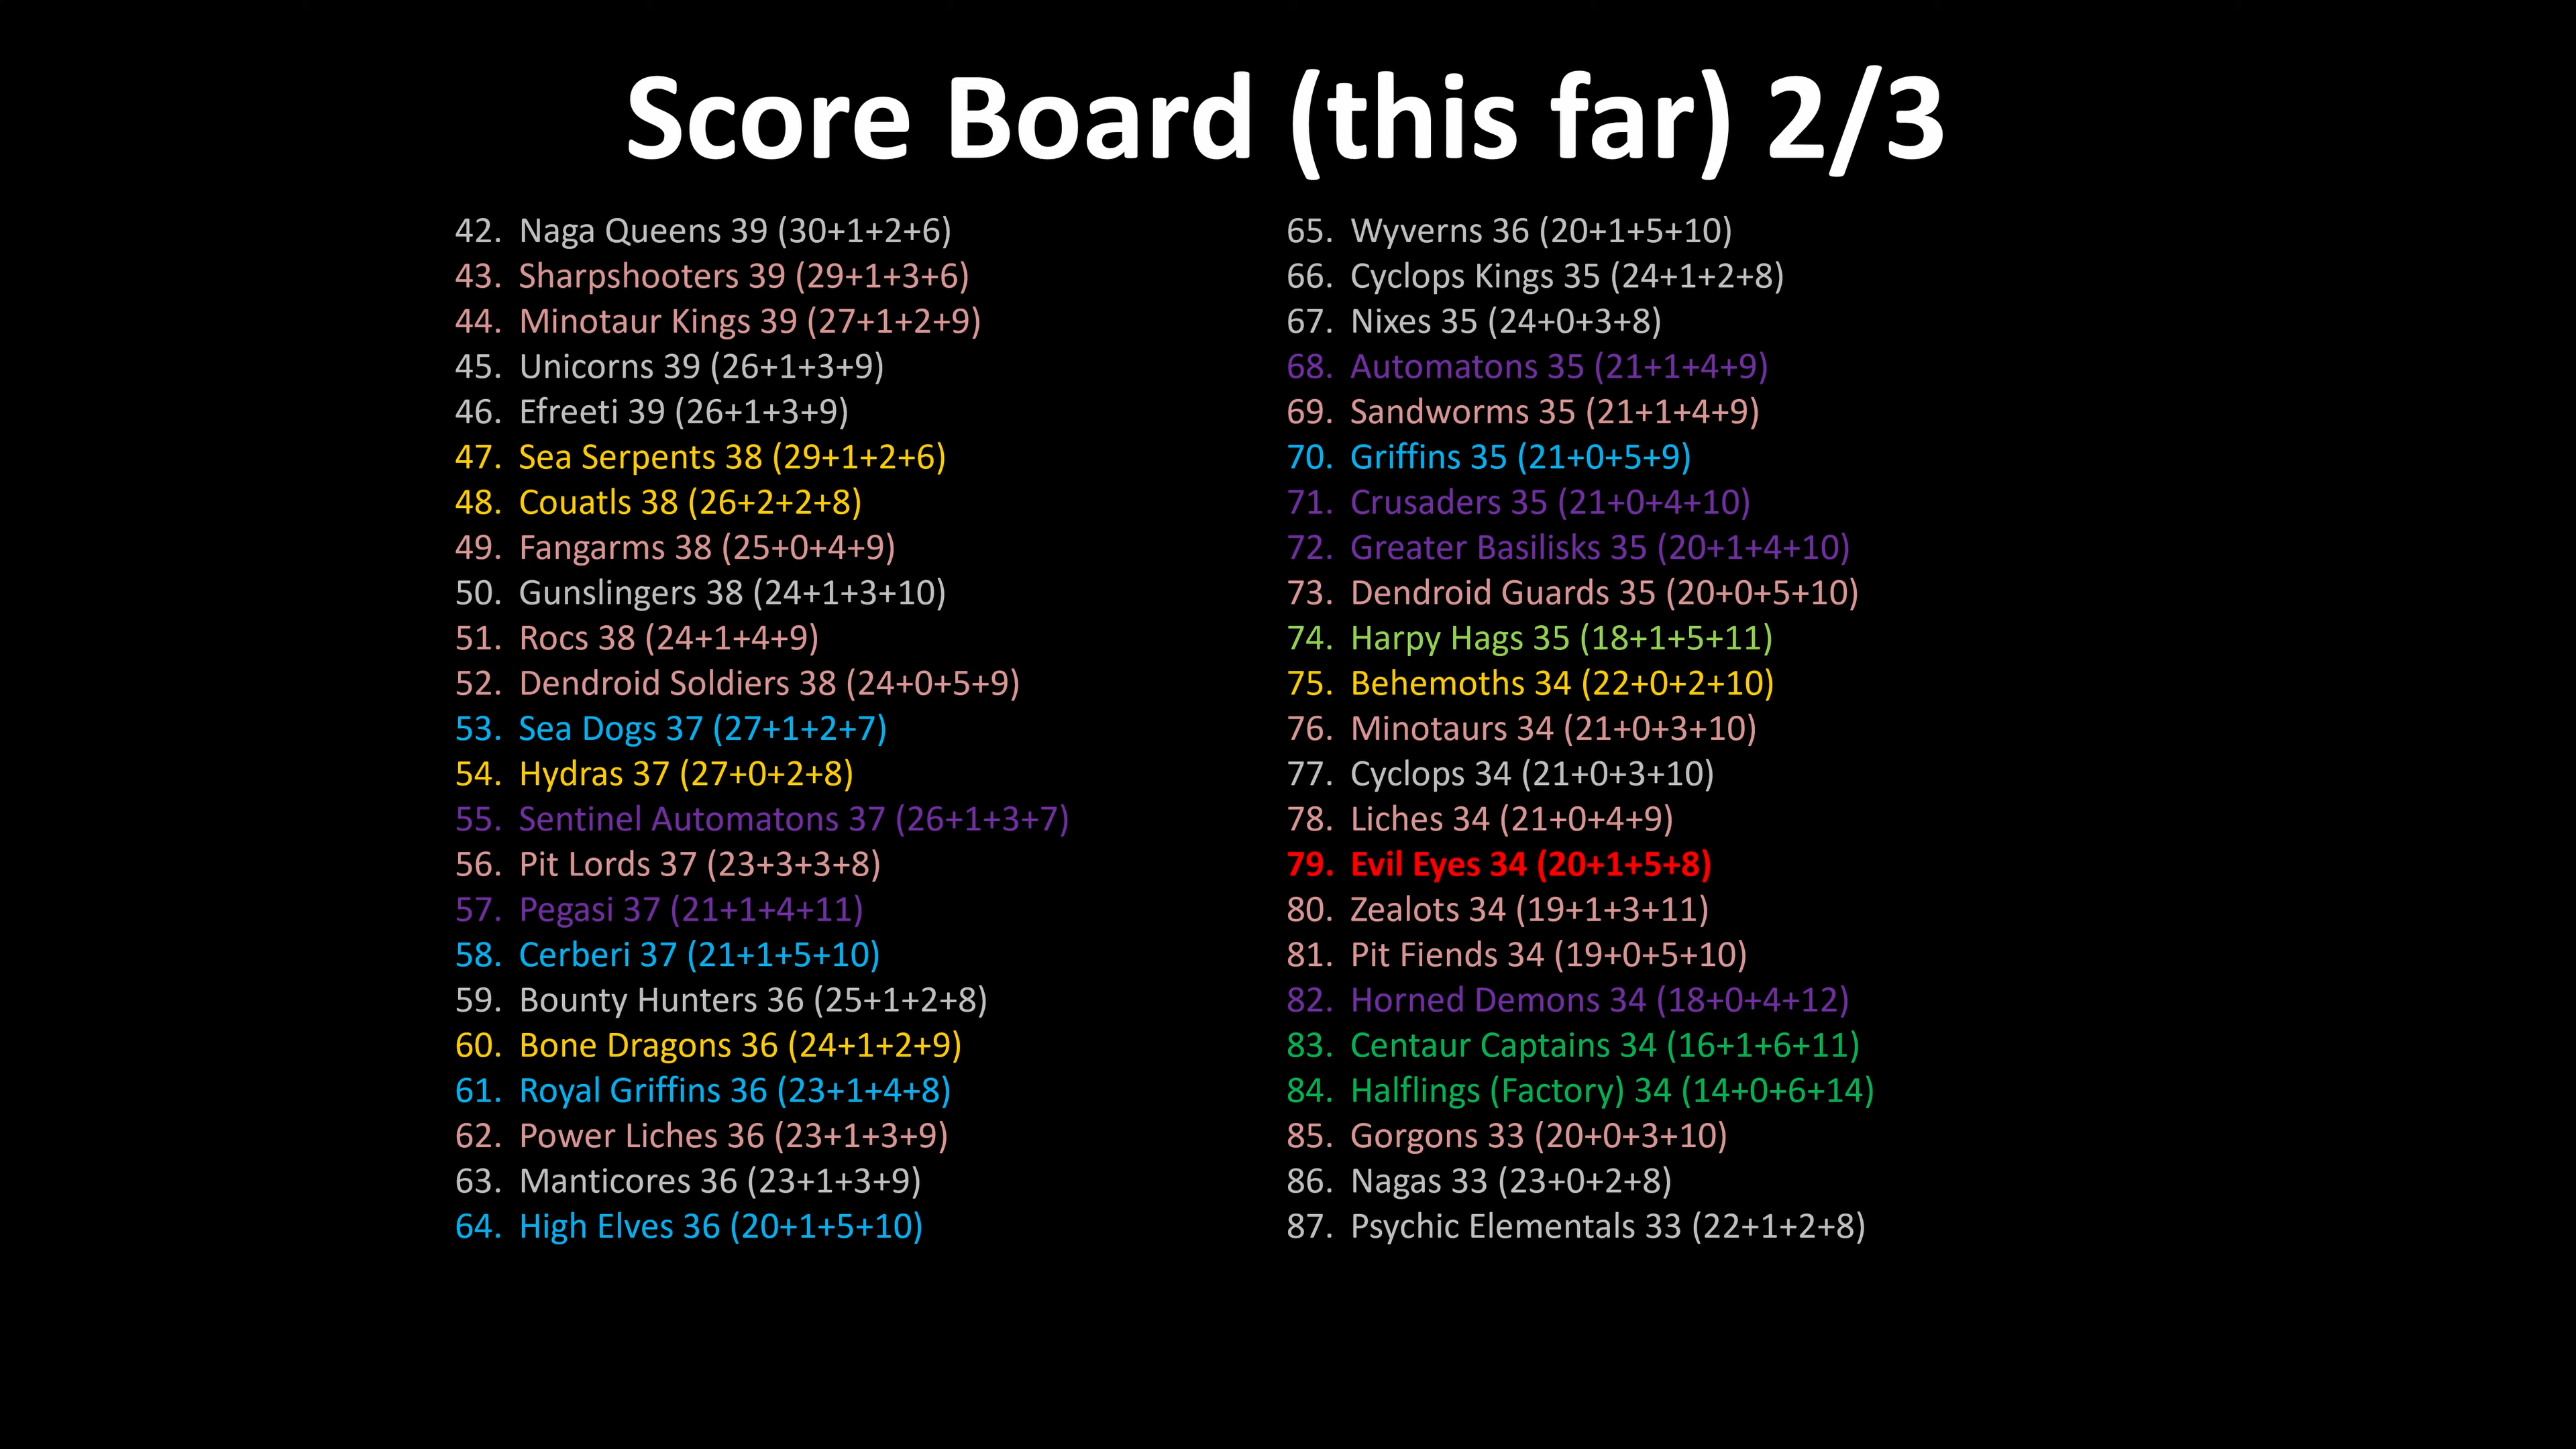 Score Board (this far) 2/3
42. Naga Queens 39 (30+1+2+6)
43. Sharpshooters 39 (29+1+3+6)
44. Minotaur Kings 39 (27+1+2+9)
45. Unicorns 39 (26+1+3+9)
46. Efreeti 39 (26+1+3+9)
47. Sea Serpents 38 (29+1+2+6)
48. Couatls 38 (26+2+2+8)
49. Fangarms 38 (25+0+4+9)
50. Gunslingers 38 (24+1+3+10)
51. Rocs 38 (24+1+4+9)
52. Dendroid Soldiers 38 (24+0+5+9)
53. Sea Dogs 37 (27+1+2+7)
54. Hydras 37 (27+0+2+8)
55. Sentinel Automatons 37 (26+1+3+7)
56. Pit Lords 37 (23+3+3+8)
57. Pegasi 37 (21+1+4+11)
58. Cerberi 37 (21+1+5+10)
59. Bounty Hunters 36 (25+1+2+8)
60. Bone Dragons 36 (24+1+2+9)
61. Royal Griffins 36 (23+1+4+8)
62. Power Liches 36 (23+1+3+9)
63. Manticores 36 (23+1+3+9)
64. High Elves 36 (20+1+5+10)
65. Wyverns 36 (20+1+5+10)
66. Cyclops Kings 35 (24+1+2+8)
67. Nixes 35 (24+0+3+8)
68. Automatons 35 (21+1+4+9)
69. Sandworms 35 (21+1+4+9)
70. Griffins 35 (21+0+5+9)
71. Crusaders 35 (21+0+4+10)
72. Greater Basilisks 35 (20+1+4+10)
73. Dendroid Guards 35 (20+0+5+10)
74. Harpy Hags 35 (18+1+5+11)
75. Behemoths 34 (22+0+2+10)
76. Minotaurs 34 (21+0+3+10)
77. Cyclops 34 (21+0+3+10)
78. Liches 34 (21+0+4+9)
79. Evil Eyes 34 (20+1+5+8)
80. Zealots 34 (19+1+3+11)
81. Pit Fiends 34 (19+0+5+10)
82. Horned Demons 34 (18+0+4+12)
83. Centaur Captains 34 (16+1+6+11)
84. Halflings (Factory) 34 (14+0+6+14)
85. Gorgons 33 (20+0+3+10)
86. Nagas 33 (23+0+2+8)
87. Psychic Elementals 33 (22+1+2+8)